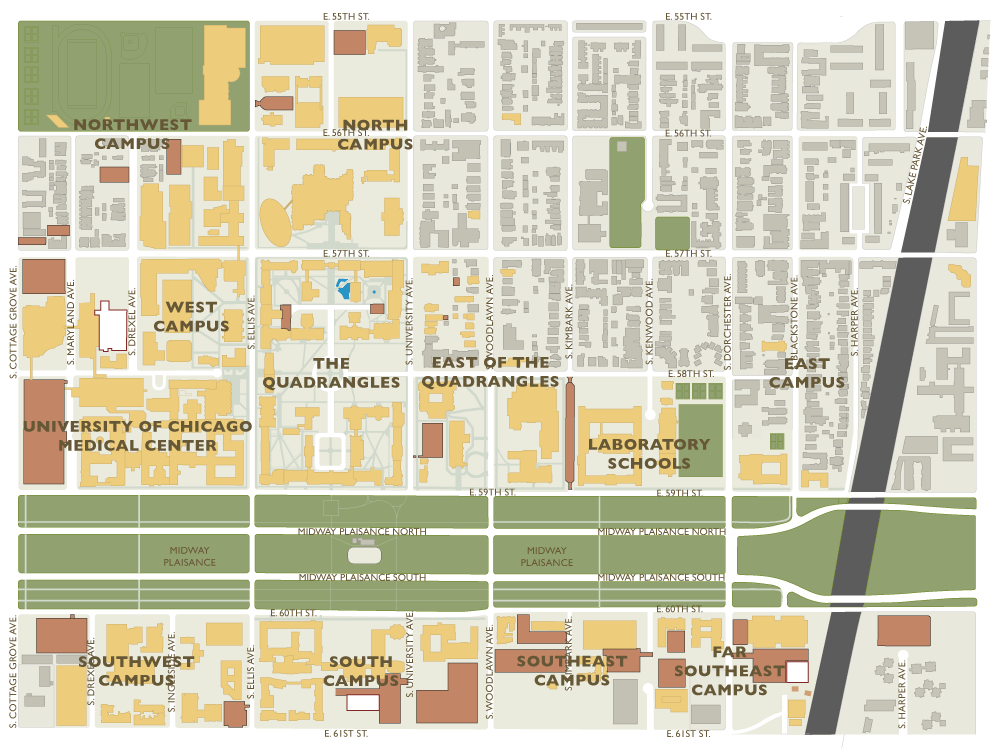 E. 55TH ST.
E. 55TH ST.
NORTHWEST
CAMPUS
NORTH
CAMPUS
E. 56TH ST.
E. 56TH ST.
S. LAKE PARK AVE.
E. 57TH ST.
E. 57TH ST.
S. COTTAGE GROVE AVE.
S. MARYLAND AVE.
S. DREXEL AVE.
WEST
CAMPUS
S. ELLIS AVE.
S. UNIVERSITY AVE.
WOODLAWN AVE.
S. KIMBARK AVE.
S. KENWOOD AVE.
S. DORCHESTER AVE.
BLACKSTONE AVE.
S. HARPER AVE.
THE
QUADRANGLES
EAST OF THE
QUADRANGLES
E. 58TH ST.
EAST
CAMPUS
UNIVERSITY OF CHICAGO
MEDICAL CENTER
LABORATORY
SCHOOLS
E. 59TH ST.
E. 59TH ST.
MIDWAY PLAISANCE NORTH
MIDWAY PLAISANCE NORTH
MIDWAY
PLAISANCE
MIDWAY
PLAISANCE
MIDWAY PLAISANCE SOUTH
MIDWAY PLAISANCE SOUTH
E. 60TH ST.
E. 60TH ST.
S. COTTAGE GROVE AVE.
S. DREXEL AVE.
SOUTHWEST
CAMPUS
S. INGLESIDE AVE.
S. ELLIS AVE.
SOUTH
CAMPUS
S. UNIVERSITY AVE.
S. WOODLAWN AVE.
SOUTHEAST
CAMPUS
S. KIMBARK AVE.
FAR
SOUTHEAST
CAMPUS
S. HARPER AVE.
E. 61ST ST.
E. 61ST ST.